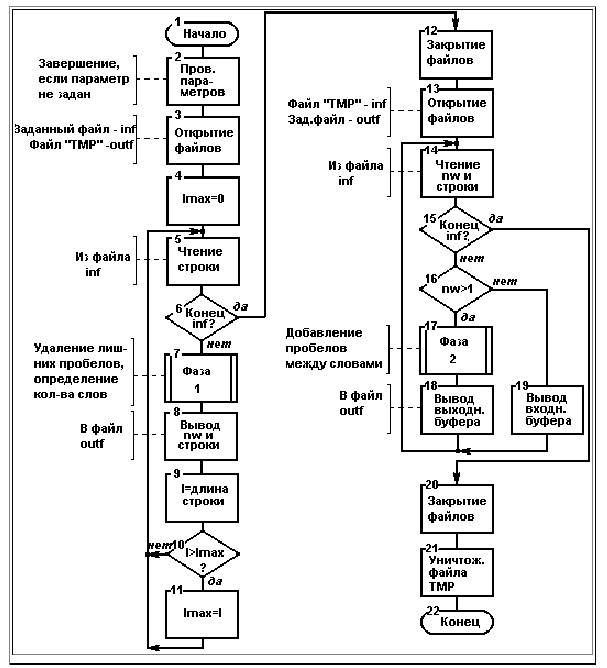 1
Начало
Завершение,
если параметр
не задан
2
Пров.
пара-
метров
Заданный файл - inf
Файл "TMP" -outf
3
Открытие
файлов
4
lmax=0
Из файла
inf
5
Чтение
строки
6
Конец
inf?
да
нет
Удаление лиш-
них пробелов,
определение
кол-ва слов
7
Фаза
1
В файл
outf
8
Вывод
nw и
строки
9
l=длина
строки
нет
10
l>lmax
?
да
11
lmax=l
12
Закрытие
файлов
Файл "TMP" - inf
Зад.файл - outf
13
Открытие
файлов
Из файла
inf
14
Чтение
nw и
строки
15
Конец
inf?
да
нет
16
nw>1
нет
да
Добавление
пробелов
между словами
17
Фаза
2
В файл
outf
18
Вывод
выходн.
буфера
19
Вывод
входн.
буфера
20
Закрытие
файлов
21
Уничтож.
файла
TMP
22
Конец